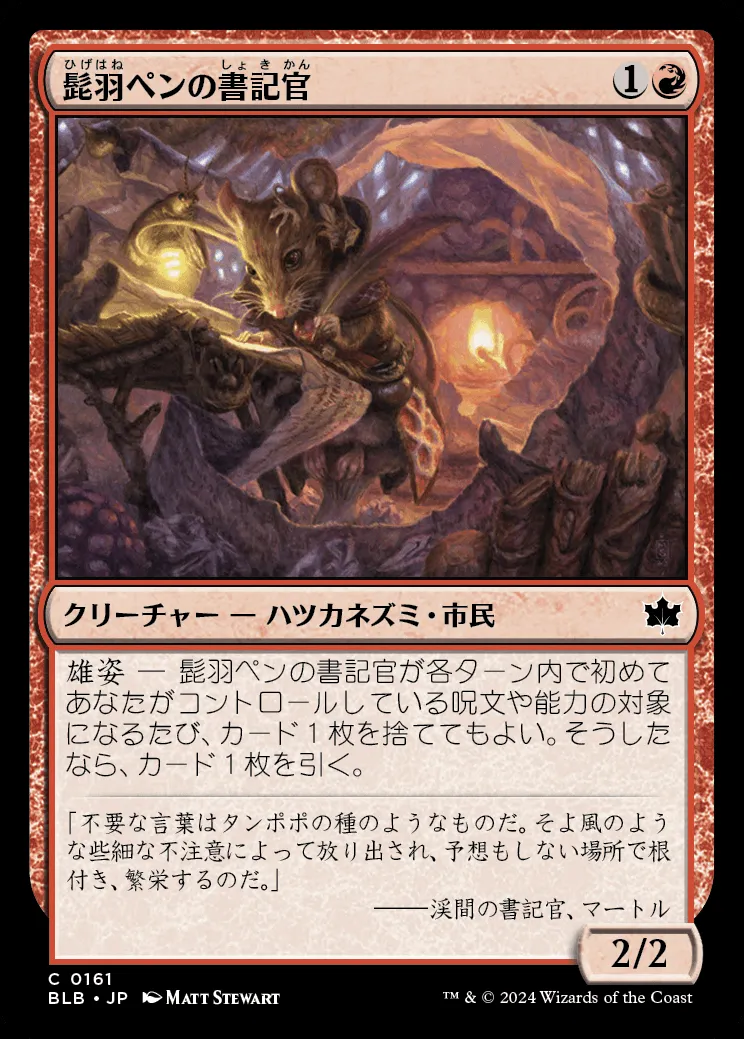 ひげはね しょきかん
髭羽ペンの書記官 1
クリーチャー — ハツカネズミ・市民
雄姿 — 髭羽ペンの書記官が各ターン内で初めて
あなたがコントロールしている呪文や能力の対象
になるたび、カード１枚を捨ててもよい。そうした
なら、カード１枚を引く。
「不要な言葉はタンポポの種のようなものだ。そよ風のよう
な些細な不注意によって放り出され、予想もしない場所で根
付き、繁栄するのだ。」
――渓間の書記官、マートル
2/2
C 0161
BLB • JP MATT STEWART
™ & © 2024 Wizards of the Coast